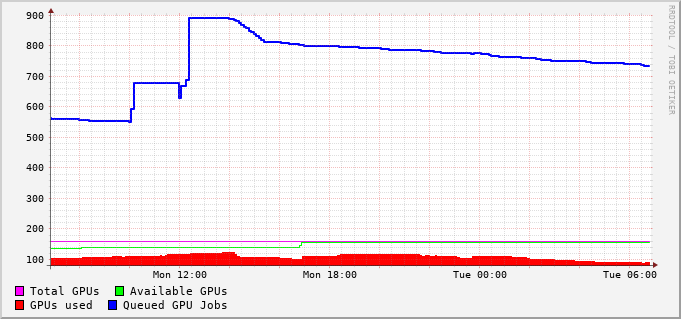 900
800
700
600
500
400
300
200
100
Mon 12:00 Mon 18:00 Tue 00:00 Tue 06:00
Total GPUs Available GPUs
GPUs used Queued GPU Jobs
RRDTOOL / TOBI OETIKER